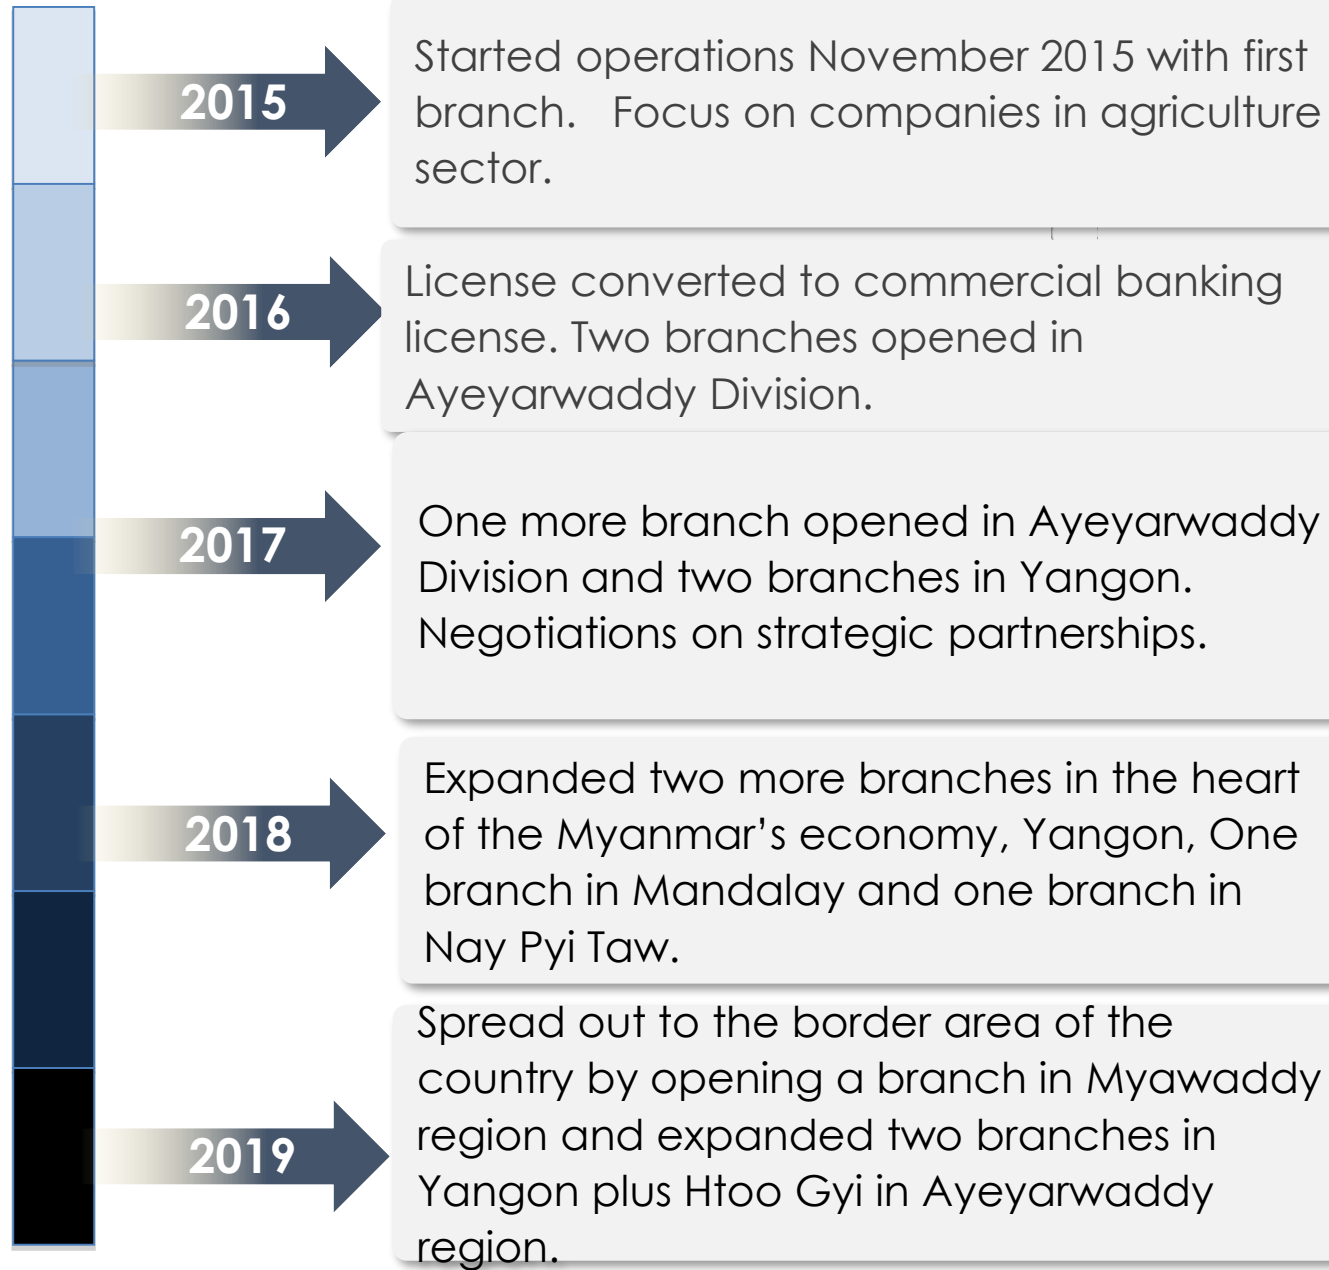 2015
Started operations November 2015 with first
branch.   Focus on companies in agriculture
sector.
2016
License converted to commercial banking
license. Two branches opened in
Ayeyarwaddy Division.
2017
One more branch opened in Ayeyarwaddy
Division and two branches in Yangon.
Negotiations on strategic partnerships.
2018
Expanded two more branches in the heart
of the Myanmar’s economy, Yangon, One
branch in Mandalay and one branch in
Nay Pyi Taw.
2019
Spread out to the border area of the
country by opening a branch in Myawaddy
region and expanded two branches in
Yangon plus Htoo Gyi in Ayeyarwaddy
region.